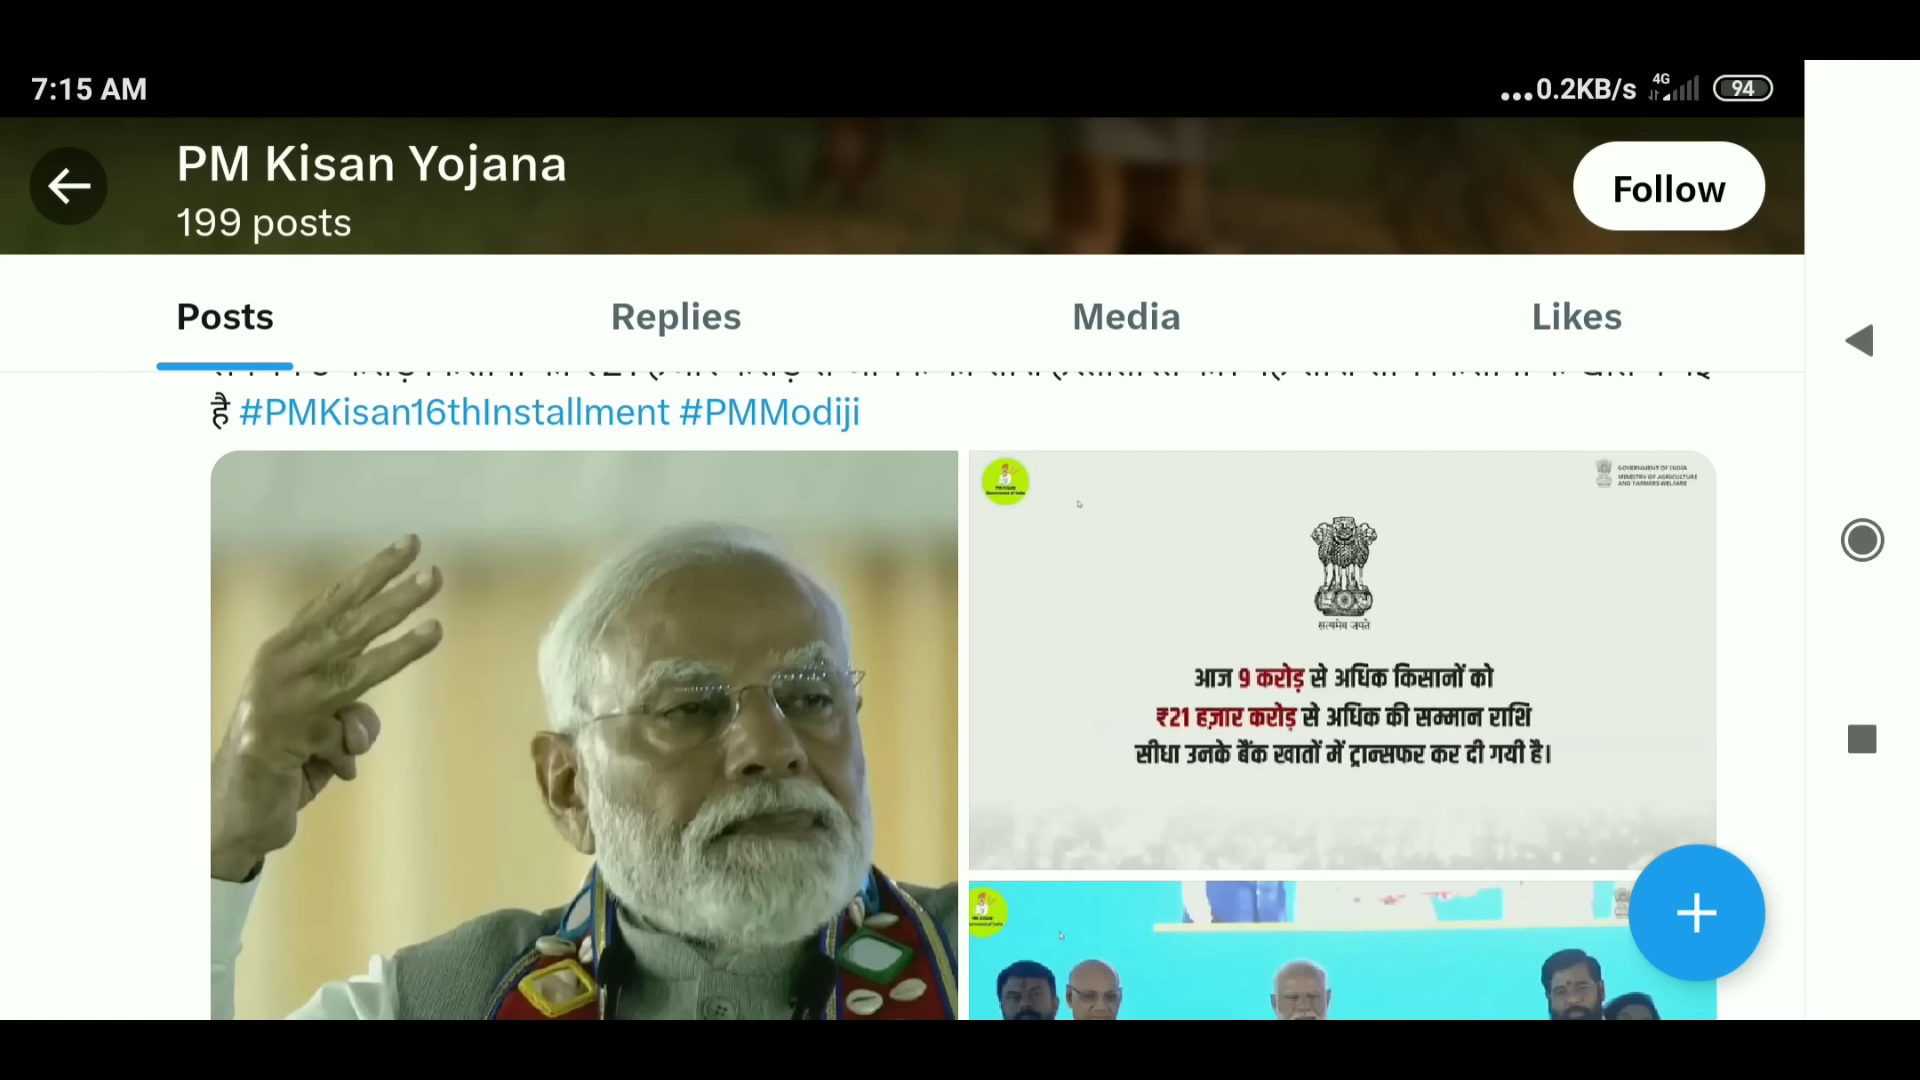 7:15 AM
...0.2KB/s 4G 94
PM Kisan Yojana
199 posts
Follow
Posts
Replies
Media
Likes
है #PMKisan16thInstallment #PMModiji
GOVERNMENT OF INDIA
MINISTRY OF AGRICULTURE
AND FARMERS WELFARE
सत्यमेव जयते
आज 9 करोड़ से अधिक किसानों को
₹21 हज़ार करोड़ से अधिक की सम्मान राशि
सीधा उनके बैंक खातों में ट्रान्सफर कर दी गयी है।